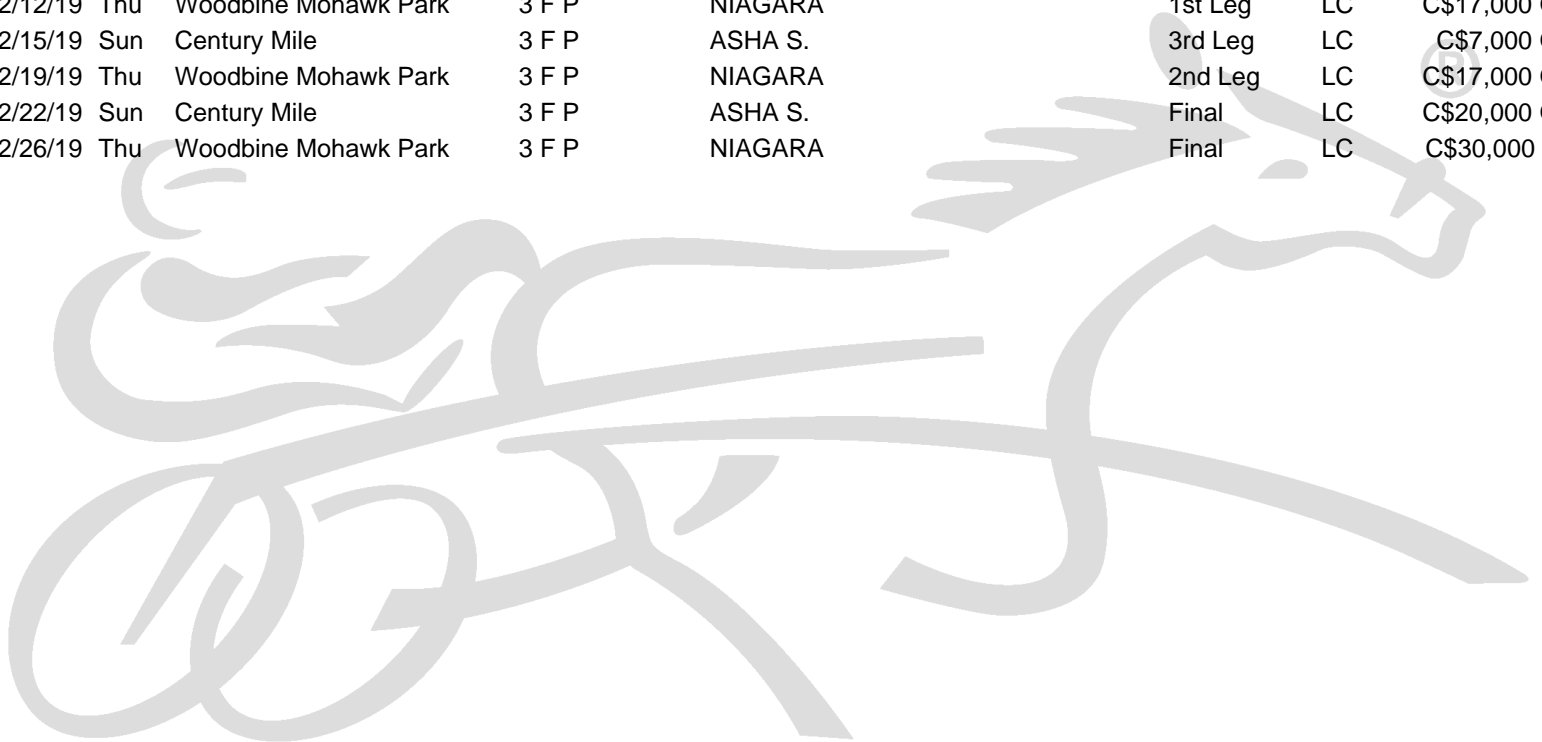 2/12/19 Thu Woodbine Mohawk Park 3 F P NIAGARA 1st Leg LC C$17,000
2/15/19 Sun Century Mile 3 F P ASHA S. 3rd Leg LC C$7,000
2/19/19 Thu Woodbine Mohawk Park 3 F P NIAGARA 2nd Leg LC C$17,000
2/22/19 Sun Century Mile 3 F P ASHA S. Final LC C$20,000
2/26/19 Thu Woodbine Mohawk Park 3 F P NIAGARA Final LC C$30,000
®